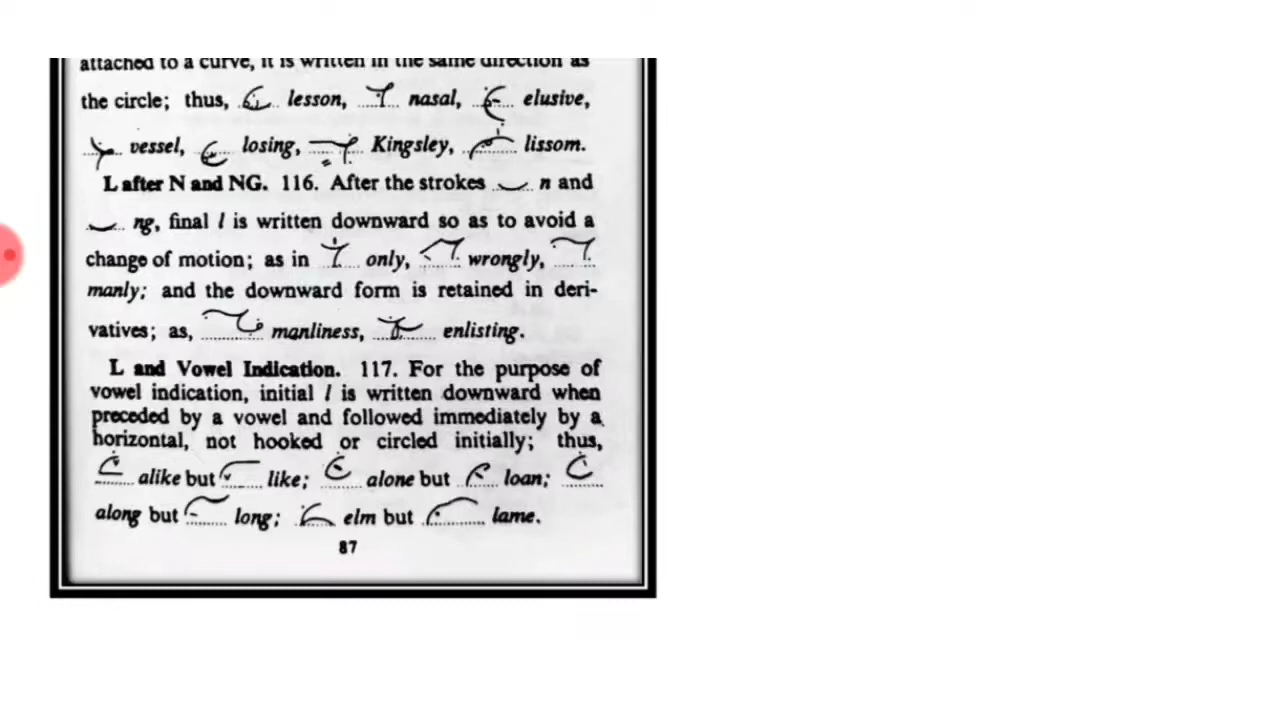 attached to a curve, it is written in the same direction as
the circle; thus, lesson, nasal, elusive,
vessel, losing, Kingsley, lissom.
L after N and NG. 116. After the strokes n and
ng, final l is written downward so as to avoid a
change of motion; as in only, wrongly,
manly; and the downward form is retained in deri-
vatives; as, manliness, enlisting.
L and Vowel Indication. 117. For the purpose of
vowel indication, initial l is written downward when
preceded by a vowel and followed immediately by a
horizontal, not hooked or circled initially; thus,
alike but like; alone but loan;
along but long; elm but lame.
87